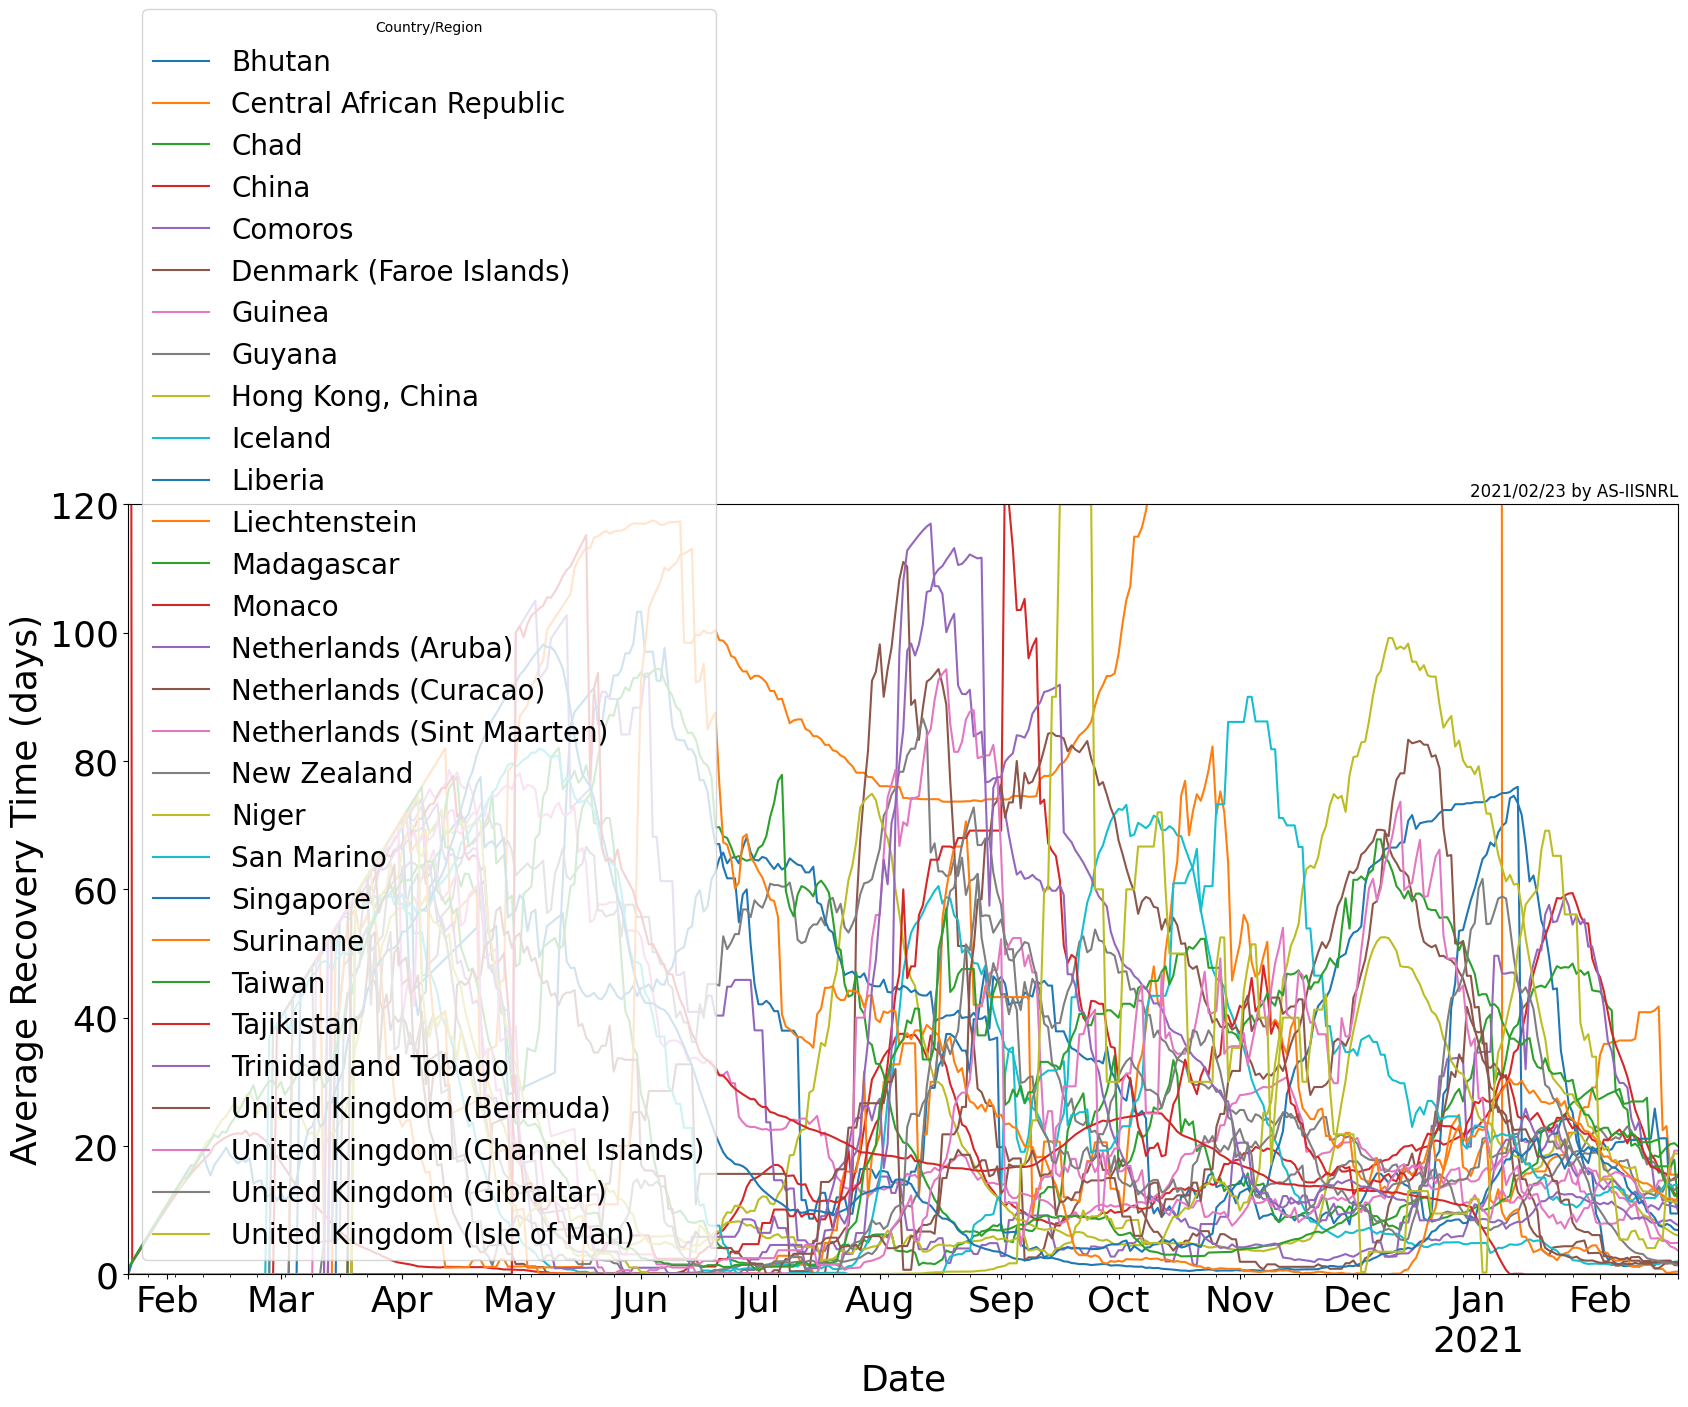 Country/Region
Bhutan
Central African Republic
Chad
China
Comoros
Denmark (Faroe Islands)
Guinea
Guyana
Hong Kong, China
Iceland
Liberia
Liechtenstein
Madagascar
Monaco
Netherlands (Aruba)
Netherlands (Curacao)
Netherlands (Sint Maarten)
New Zealand
Niger
San Marino
Singapore
Suriname
Taiwan
Tajikistan
Trinidad and Tobago
United Kingdom (Bermuda)
United Kingdom (Channel Islands)
United Kingdom (Gibraltar)
United Kingdom (Isle of Man)
2021/02/23 by AS-IISNRL
Average Recovery Time (days)
120
100
80
60
40
20
0
Feb Mar Apr May Jun Jul Aug Sep Oct Nov Dec Jan Feb
2021
Date